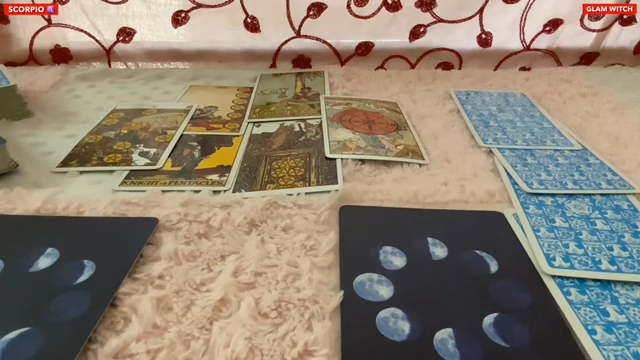 SCORPIO ♏
GLAM WITCH
KNIGHT of PENTACLES.